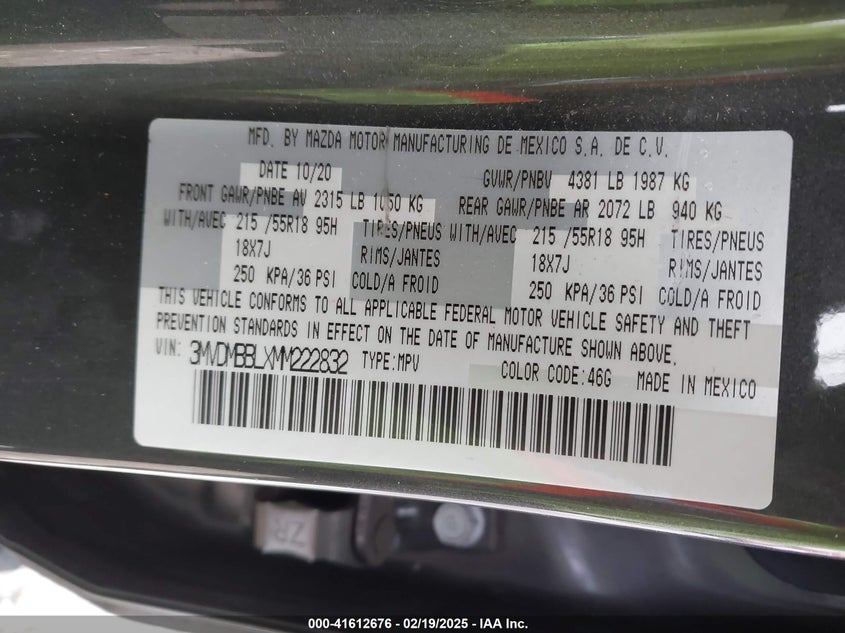 MFD. BY MAZDA MOTOR MANUFACTURING DE MEXICO S.A. DE C.V.
DATE 10/20 GVWR/PNBV 4381 LB 1987 KG
FRONT GAWR/PNBE AV 2315 LB 1050 KG REAR GAWR/PNBE AR 2072 LB 940 KG
WITH/AVEC 215 /55R18 95H TIRES/PNEUS WITH/AVEC 215 /55R18 95H TIRES/PNEUS
18X7J RIMS/JANTES 18X7J RIMS/JANTES
250 KPA/36 PSI COLD/A FROID 250 KPA/36 PSI COLD/A FROID
THIS VEHICLE CONFORMS TO ALL APPLICABLE FEDERAL MOTOR VEHICLE SAFETY AND THEFT
PREVENTION STANDARDS IN EFFECT ON THE DATE OF MANUFACTURE SHOWN ABOVE.
VIN: 3MVDMBBLXMM222832 TYPE:MPV COLOR CODE:46G MADE IN MEXICO
ZR
000-41612676 - 02/19/2025 - IAA Inc.